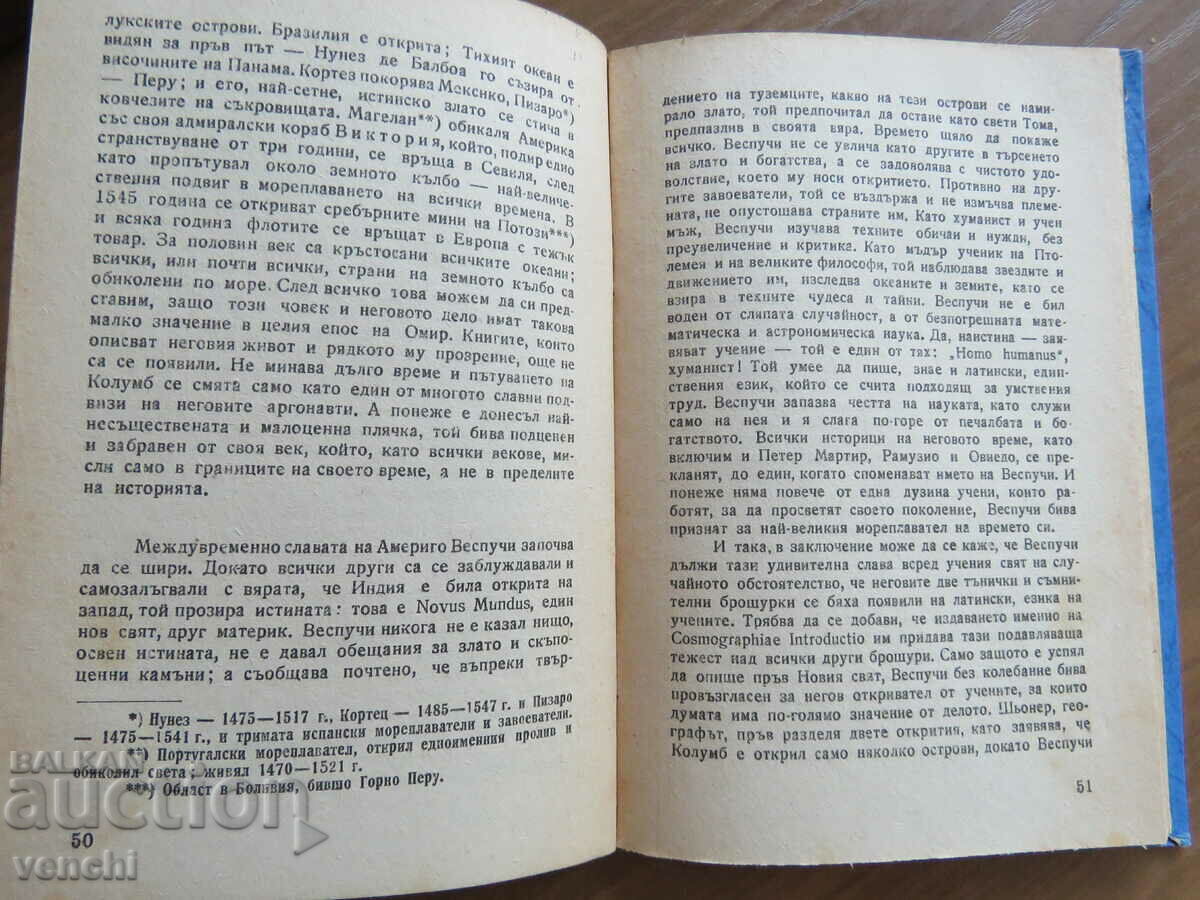 лукските острови. Бразилия е открита; Тихият океан е
видян за пръв път — Нунез де Балбоа го съзира от
височините на Панама. Кортез покорява Мексико, Пизаро*)
— Перу; и его, най-сетне, истинско злато се стича в
ковчезите на съкровищата. Магелан**) обикаля Америка
със своя адмиралски кораб Виктория, който, подир едно
странствуване от три години, се връща в Севиля, след
като пропътувал около земното кълбо — най-величе-
ствения подвиг в мореплаването на всички времена. В
1545 година се откриват сребърните мини на Потози***)
и всяка година флотите се връщат в Европа с тежък
товар. За половин век са кръстосани всичките океани;
всички, или почти всички, страни на земното кълбо са
обиколени по море. След всичко това можем да си пред-
ставим, защо този човек и неговото дело имат такова
малко значение в целия епос на Омир. Книгите, които
описват неговия живот и рядкото му прозрение, още не
са се появили. Не минава дълго време и пътуването на
Колумб се смята само като един от многото славни под-
визи на неговите аргонавти. А понеже е донесъл най-
несъществената и малоценна плячка, той бива подценен
и забравен от своя век, който, като всички векове, ми-
сли само в границите на своето време, а не в пределите
на историята.
Междувременно славата на Америго Веспучи започва
да се шири. Докато всички други са се заблуждавали и
самозалъгвали с вярата, че Индия е била открита на
запад, той прозира истината: това е Novus Mundus, един
нов свят, друг материк. Веспучи никога не е казал нищо,
освен истината, не е давал обещания за злато и скъпо-
ценни камъни; а съобщава почтено, че въпреки твър-
*) Нунез — 1475—1517 г., Кортец — 1485—1547 г. и Пизаро
— 1475—1541 г., и тримата испански мореплаватели и завоеватели.
**) Португалски мореплавател, открил едноименния пролив и
обиколил света; живял 1470—1521 г.
***) Област в Боливия, бившо Горно Перу.
50
дението на туземците, какво на тези острови се нами-
рало злато, той предпочитал да остане като свети Тома,
предпазлив в своята вяра. Времето щяло да покаже
всичко. Веспучи не се увлича като другите в търсенето
на злато и богатства, а се задоволява с чистото удо-
волствие, което му носи откритието. Противно на дру-
гите завоеватели, той се въздържа и не измъчва племе-
ната, не опустошава страните им. Като хуманист и учен
мъж, Веспучи изучава техните обичаи и нужди, без
преувеличение и критика. Като мъдър ученик на Пто-
лемея и на великите философи, той наблюдава звездите и
движението им, изследва океаните и земите, като се
взира в техните чудеса и тайни. Веспучи не е бил
воден от сляпата случайност, а от безпогрешната мате-
матическа и астрономическа наука. Да, наистина — зая-
вяват учение — той е един от тях: „Homo humanus“,
хуманист! Той умее да пише, знае и латински, един-
ствения език, който се счита подходящ за умствения
труд. Веспучи запазва честта на науката, като служи
само на нея и я слага по-горе от печалбата и бо-
гатството. Всички историци на неговото време, като
включим и Петер Мартир, Рамузио и Овиедо, се пре-
кланят, до един, когато споменават името на Веспучи. И
понеже няма повече от една дузина учени, които ра-
ботят, за да просветят своето поколение, Веспучи бива
признат за най-великия мореплавател на времето си.
И така, в заключение може да се каже, че Веспучи
дължи тази удивителна слава всред учения свят на слу-
чайното обстоятелство, че неговите две тънички и съмни-
телни брошурки се бяха появили на латински, езика на
учените. Трябва да се добави, че издаването именно на
Cosmographiae Introductio им придава тази подавляваща
тежест над всички други брошури. Само защото е успял
да опише пръв Новия свят, Веспучи без колебание бива
провъзгласен за негов откривател от учените, за които
думата има по-голямо значение от делото. Шьонер, гео-
графът, пръв разделя двете открития, като заявява, че
Колумб е открил само няколко острови, докато Веспучи
51
BALKAN
auction
venchi